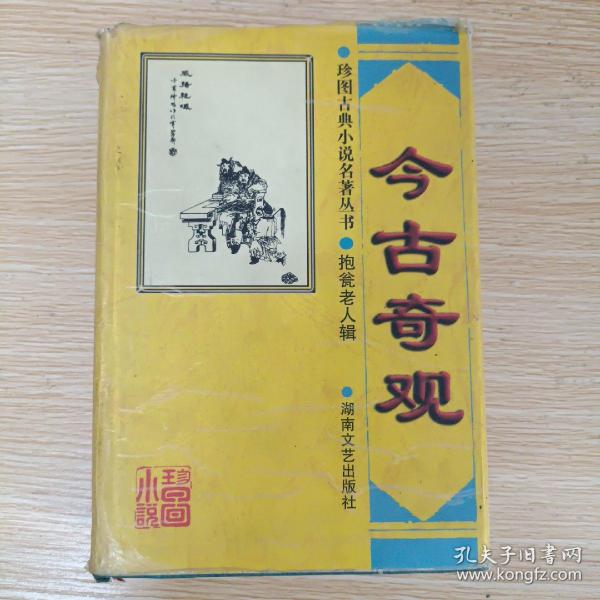 今古奇观
珍图古典小说名著丛书
抱瓮老人辑
湖南文艺出版社
珍图
小說
孔夫子旧书网
www.kongfz.com